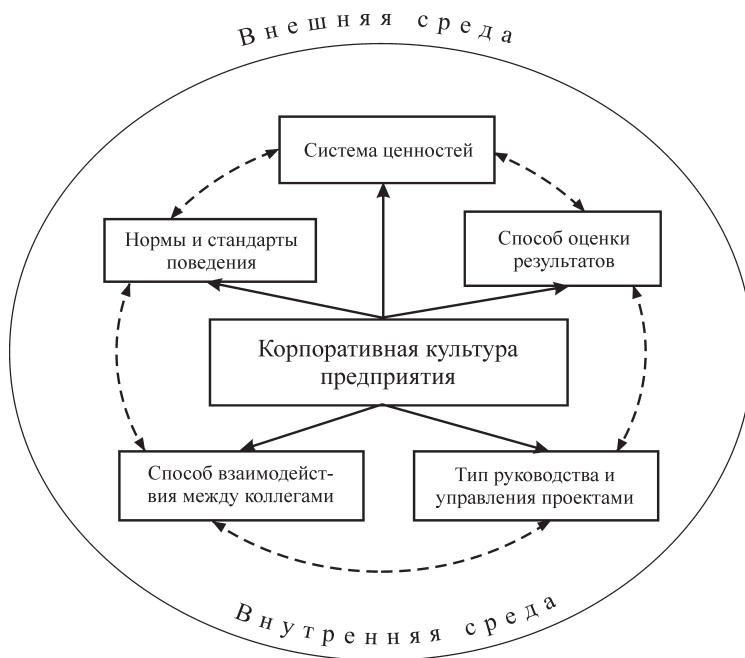 Внешняя среда
Система ценностей
Нормы и стандарты
поведения
Способ оценки
результатов
Корпоративная культура
предприятия
Способ взаимодейст-
вия между коллегами
Тип руководства и
управления проектами
Внутренняя среда